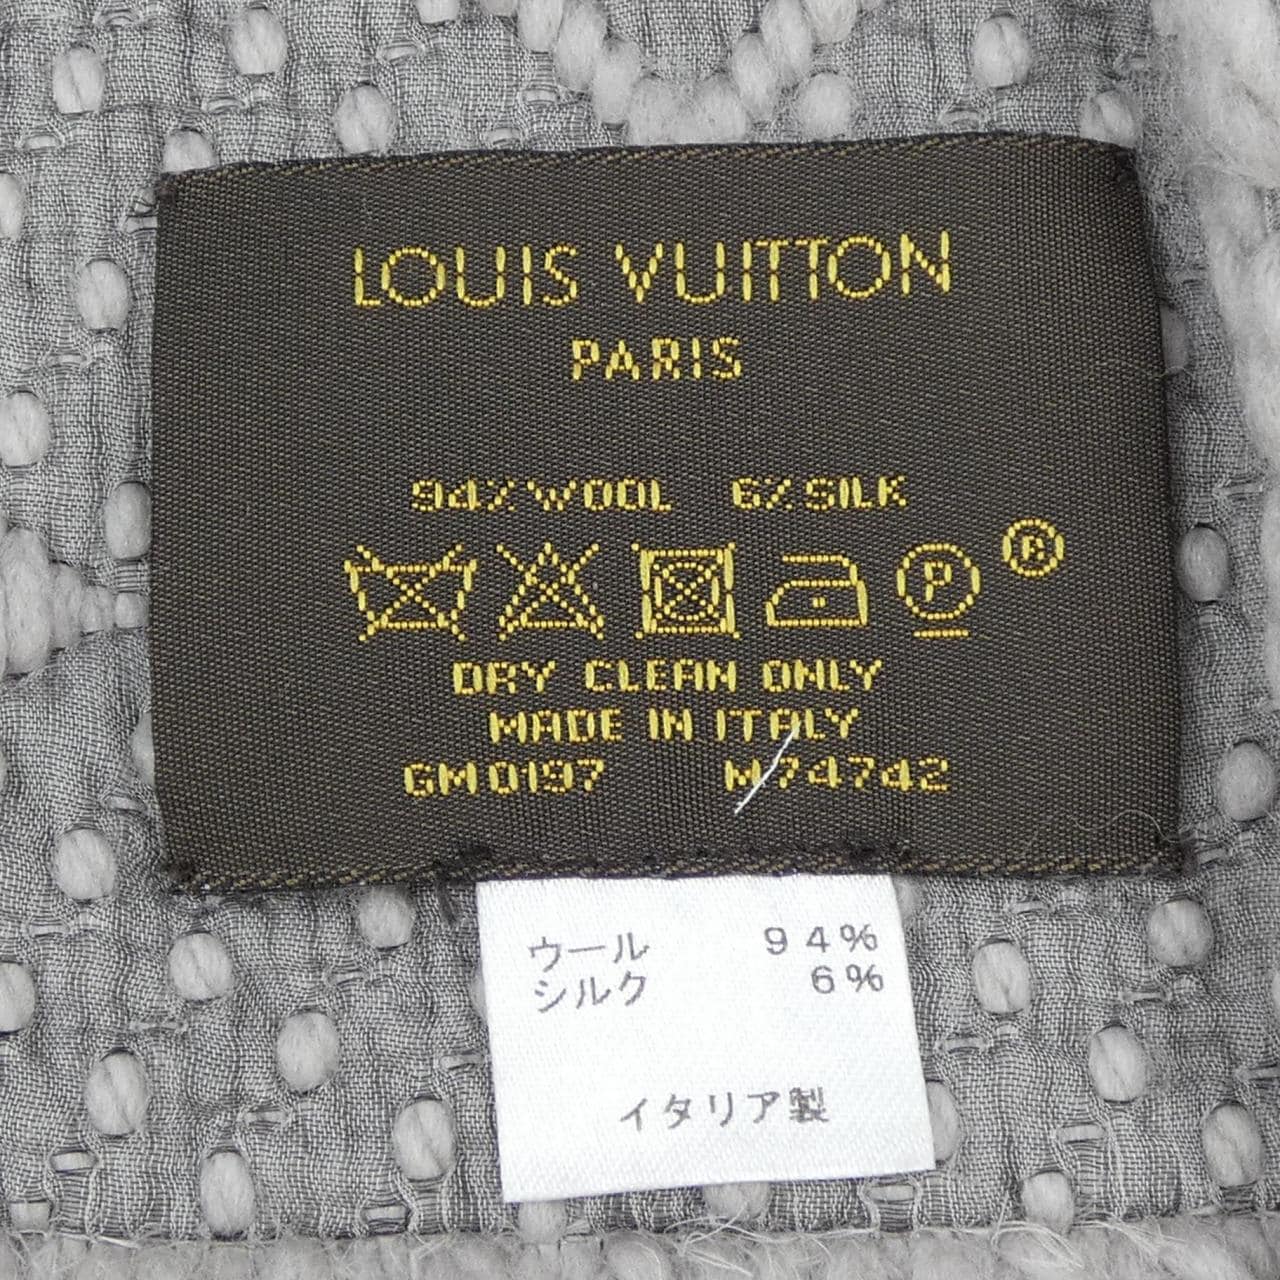 LOUIS VUITTON
PARIS
94% WOOL 6% SILK
P ®
DRY CLEAN ONLY
MADE IN ITALY
GM0197 M74742
ウール 94%
シルク 6%
イタリア製